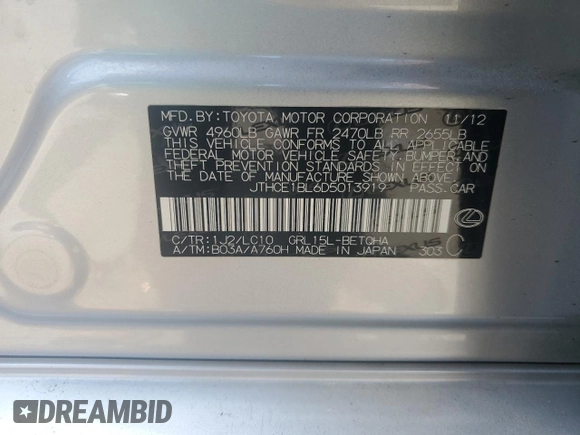 MFD. BY: TOYOTA MOTOR CORPORATION 11/12
GVWR 4960LB GAWR FR 2470LB RR 2655LB
THIS VEHICLE CONFORMS TO ALL APPLICABLE
FEDERAL MOTOR VEHICLE SAFETY, BUMPER, AND
THEFT PREVENTION STANDARDS IN EFFECT ON
THE DATE OF MANUFACTURE SHOWN ABOVE.
JTHCE1BL6D5013919 PASS.CAR
C/TR:1J2/LC10 GRL15L-BETQHA C
A/TM:B03A/A760H MADE IN JAPAN 303
DREAMBID